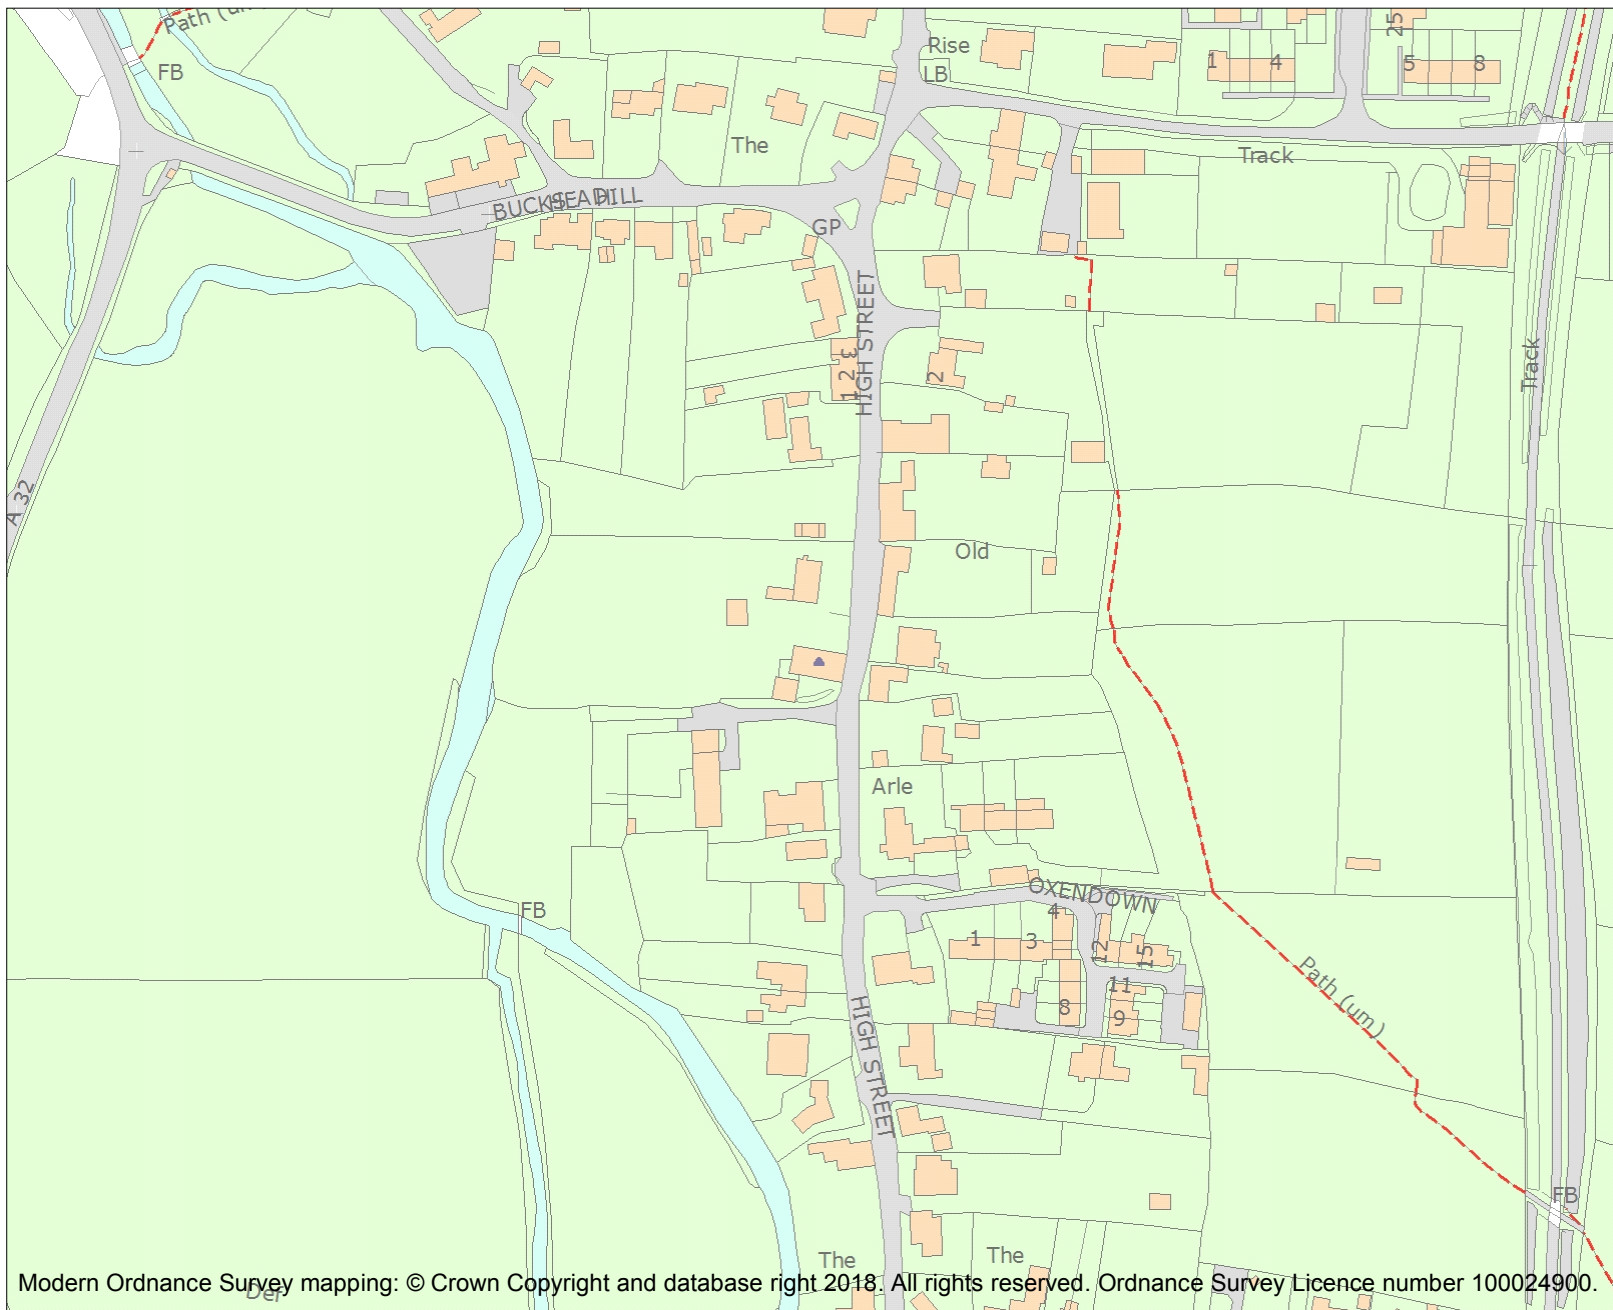 Path (um)
FB
Rise
LB
25
1
4
5
8
The
Track
BUCKS HEAD HILL
GP
HIGH STREET
3
2
1
2
Track
A 32
Old
Arle
OXENDOWN
FB
4
1
3
12
15
11
8
9
Path (um)
HIGH STREET
FB
The
The
Modern Ordnance Survey mapping: © Crown Copyright and database right 2018. All rights reserved. Ordnance Survey Licence number 100024900.